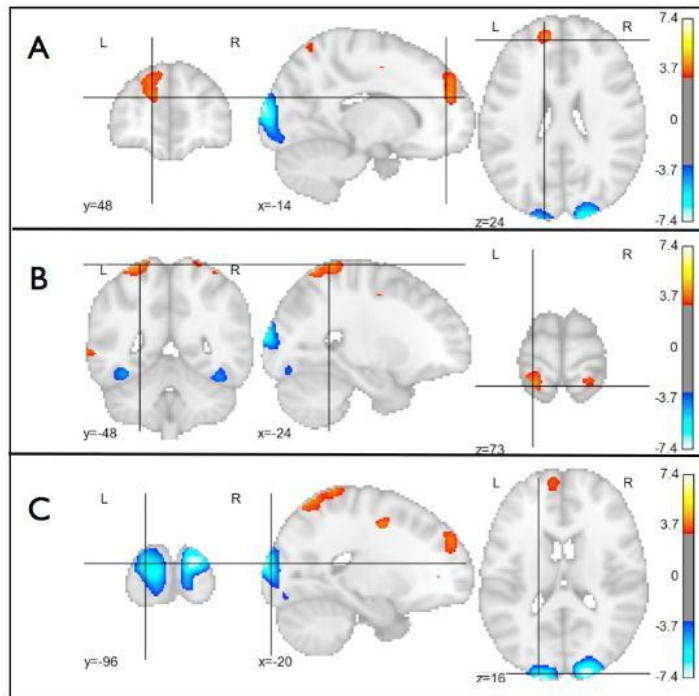 A
L
R
L
R
y=48
x=-14
z=24
7.4
3.7
0
-3.7
-7.4
B
L
R
L
R
y=-48
x=-24
z=73
7.4
3.7
0
-3.7
-7.4
C
L
R
L
R
y=-96
x=-20
z=16
7.4
3.7
0
-3.7
-7.4